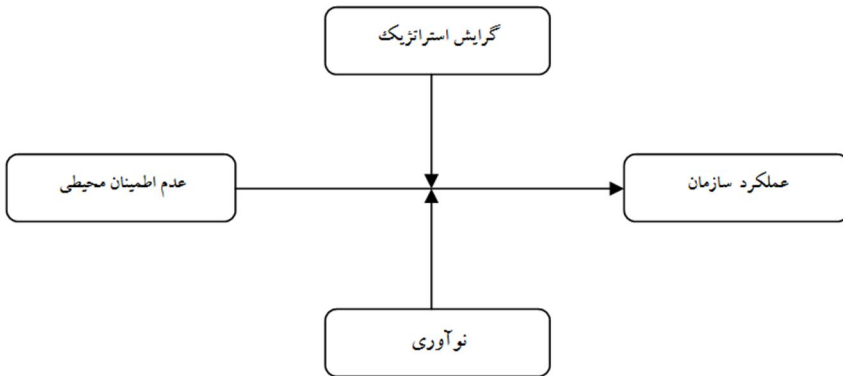 گرایش استراتژیک
عدم اطمینان محیطی
عملکرد سازمان
نوآوری